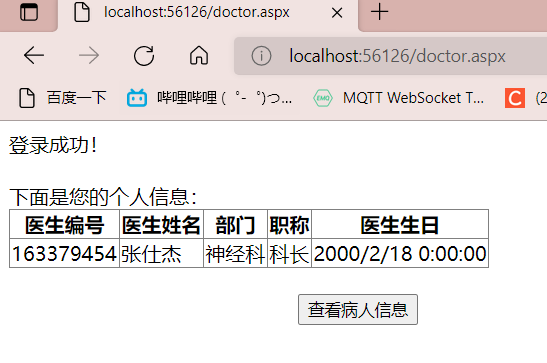 localhost:56126/doctor.aspx
localhost:56126/doctor.aspx
百度一下 哔哩哔哩 (゜-゜)つ... MQTT WebSocket T... C (2
登录成功！
下面是您的个人信息：
医生编号 医生姓名 部门 职称 医生生日
163379454 张仕杰 神经科 科长 2000/2/18 0:00:00
查看病人信息